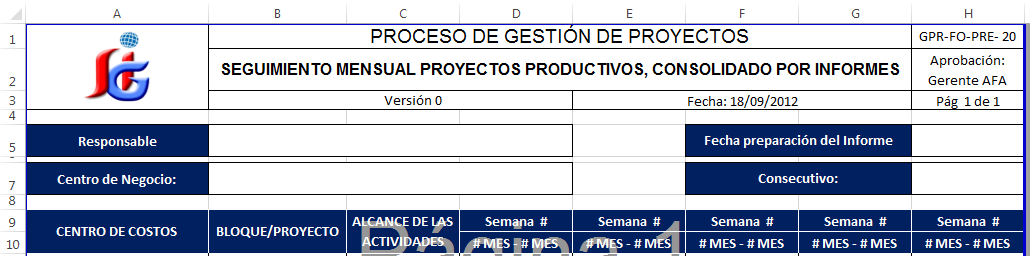 A B C D E F G H
1 PROCESO DE GESTIÓN DE PROYECTOS GPR-FO-PRE- 20
2 SEGUIMIENTO MENSUAL PROYECTOS PRODUCTIVOS, CONSOLIDADO POR INFORMES Aprobación:
Gerente AFA
3 Versión 0 Fecha: 18/09/2012 Pág 1 de 1
4
5 Responsable Fecha preparación del Informe
7 Centro de Negocio: Consecutivo:
8
9 CENTRO DE COSTOS BLOQUE/PROYECTO ALCANCE DE LAS Semana # Semana # Semana # Semana # Semana #
10 ACTIVIDADES # MES - # MES # MES - # MES # MES - # MES # MES - # MES # MES - # MES
Página 1